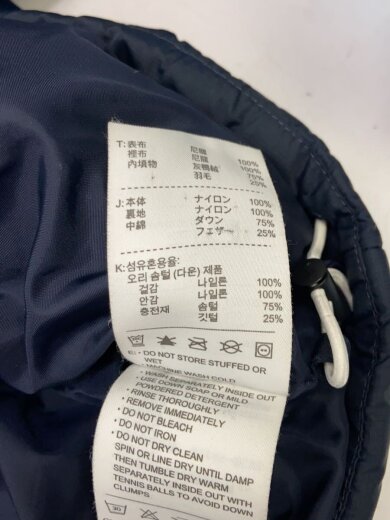 T: 表布 尼龍 100%
裡布 尼龍 100%
內填物 灰鴨絨 75%
羽毛 25%
J: 本体 ナイロン 100%
裏地 ナイロン 100%
中綿 ダウン 75%
フェザー 25%
K: 섬유혼용율:
오리 솜털 (다운) 제품
겉감 나일론 100%
안감 나일론 100%
충전재 솜털 75%
깃털 25%
E: • DO NOT STORE STUFFED OR
WET
• MACHINE WASH COLD
• WASH SEPARATELY INSIDE OUT
• USE DOWN SOAP OR MILD
POWDERED DETERGENT
• RINSE THOROUGHLY
• REMOVE IMMEDIATELY
• DO NOT BLEACH
• DO NOT IRON
• DO NOT DRY CLEAN
SPIN OR LINE DRY UNTIL DAMP
THEN TUMBLE DRY WARM
SEPARATELY INSIDE OUT WITH
TENNIS BALLS TO AVOID DOWN
CLUMPS
30